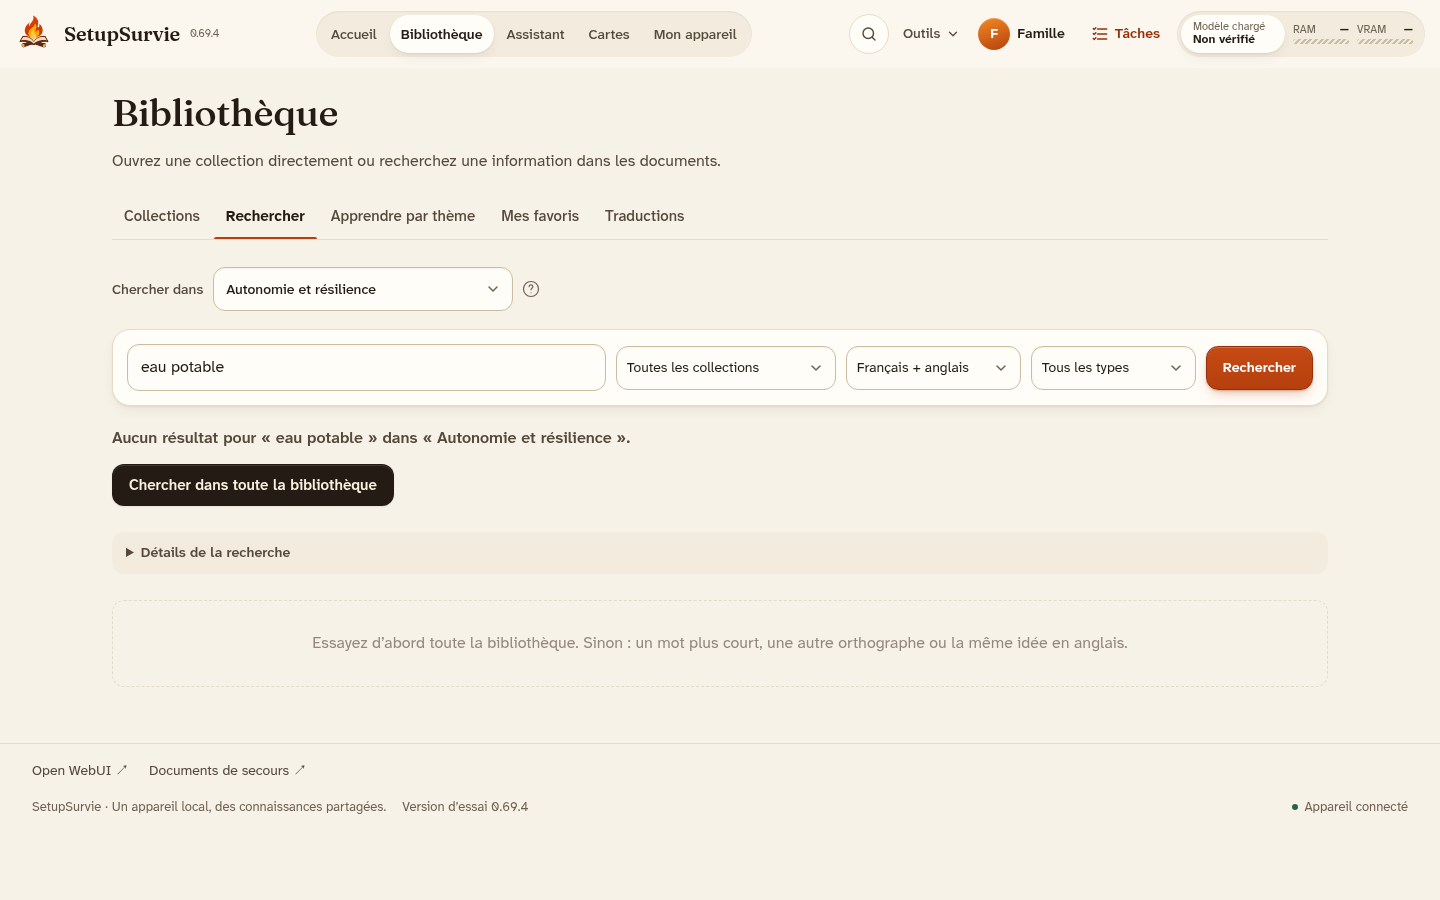 SetupSurvie 0.69.4
Accueil Bibliothèque Assistant Cartes Mon appareil
Outils F Famille Tâches
Modèle chargé
Non vérifié
RAM — VRAM —
Bibliothèque
Ouvrez une collection directement ou recherchez une information dans les documents.
Collections Rechercher Apprendre par thème Mes favoris Traductions
Chercher dans Autonomie et résilience ?
eau potable Toutes les collections Français + anglais Tous les types Rechercher
Aucun résultat pour « eau potable » dans « Autonomie et résilience ».
Chercher dans toute la bibliothèque
Détails de la recherche
Essayez d’abord toute la bibliothèque. Sinon : un mot plus court, une autre orthographe ou la même idée en anglais.
Open WebUI ↗ Documents de secours ↗
SetupSurvie · Un appareil local, des connaissances partagées. Version d’essai 0.69.4 Appareil connecté